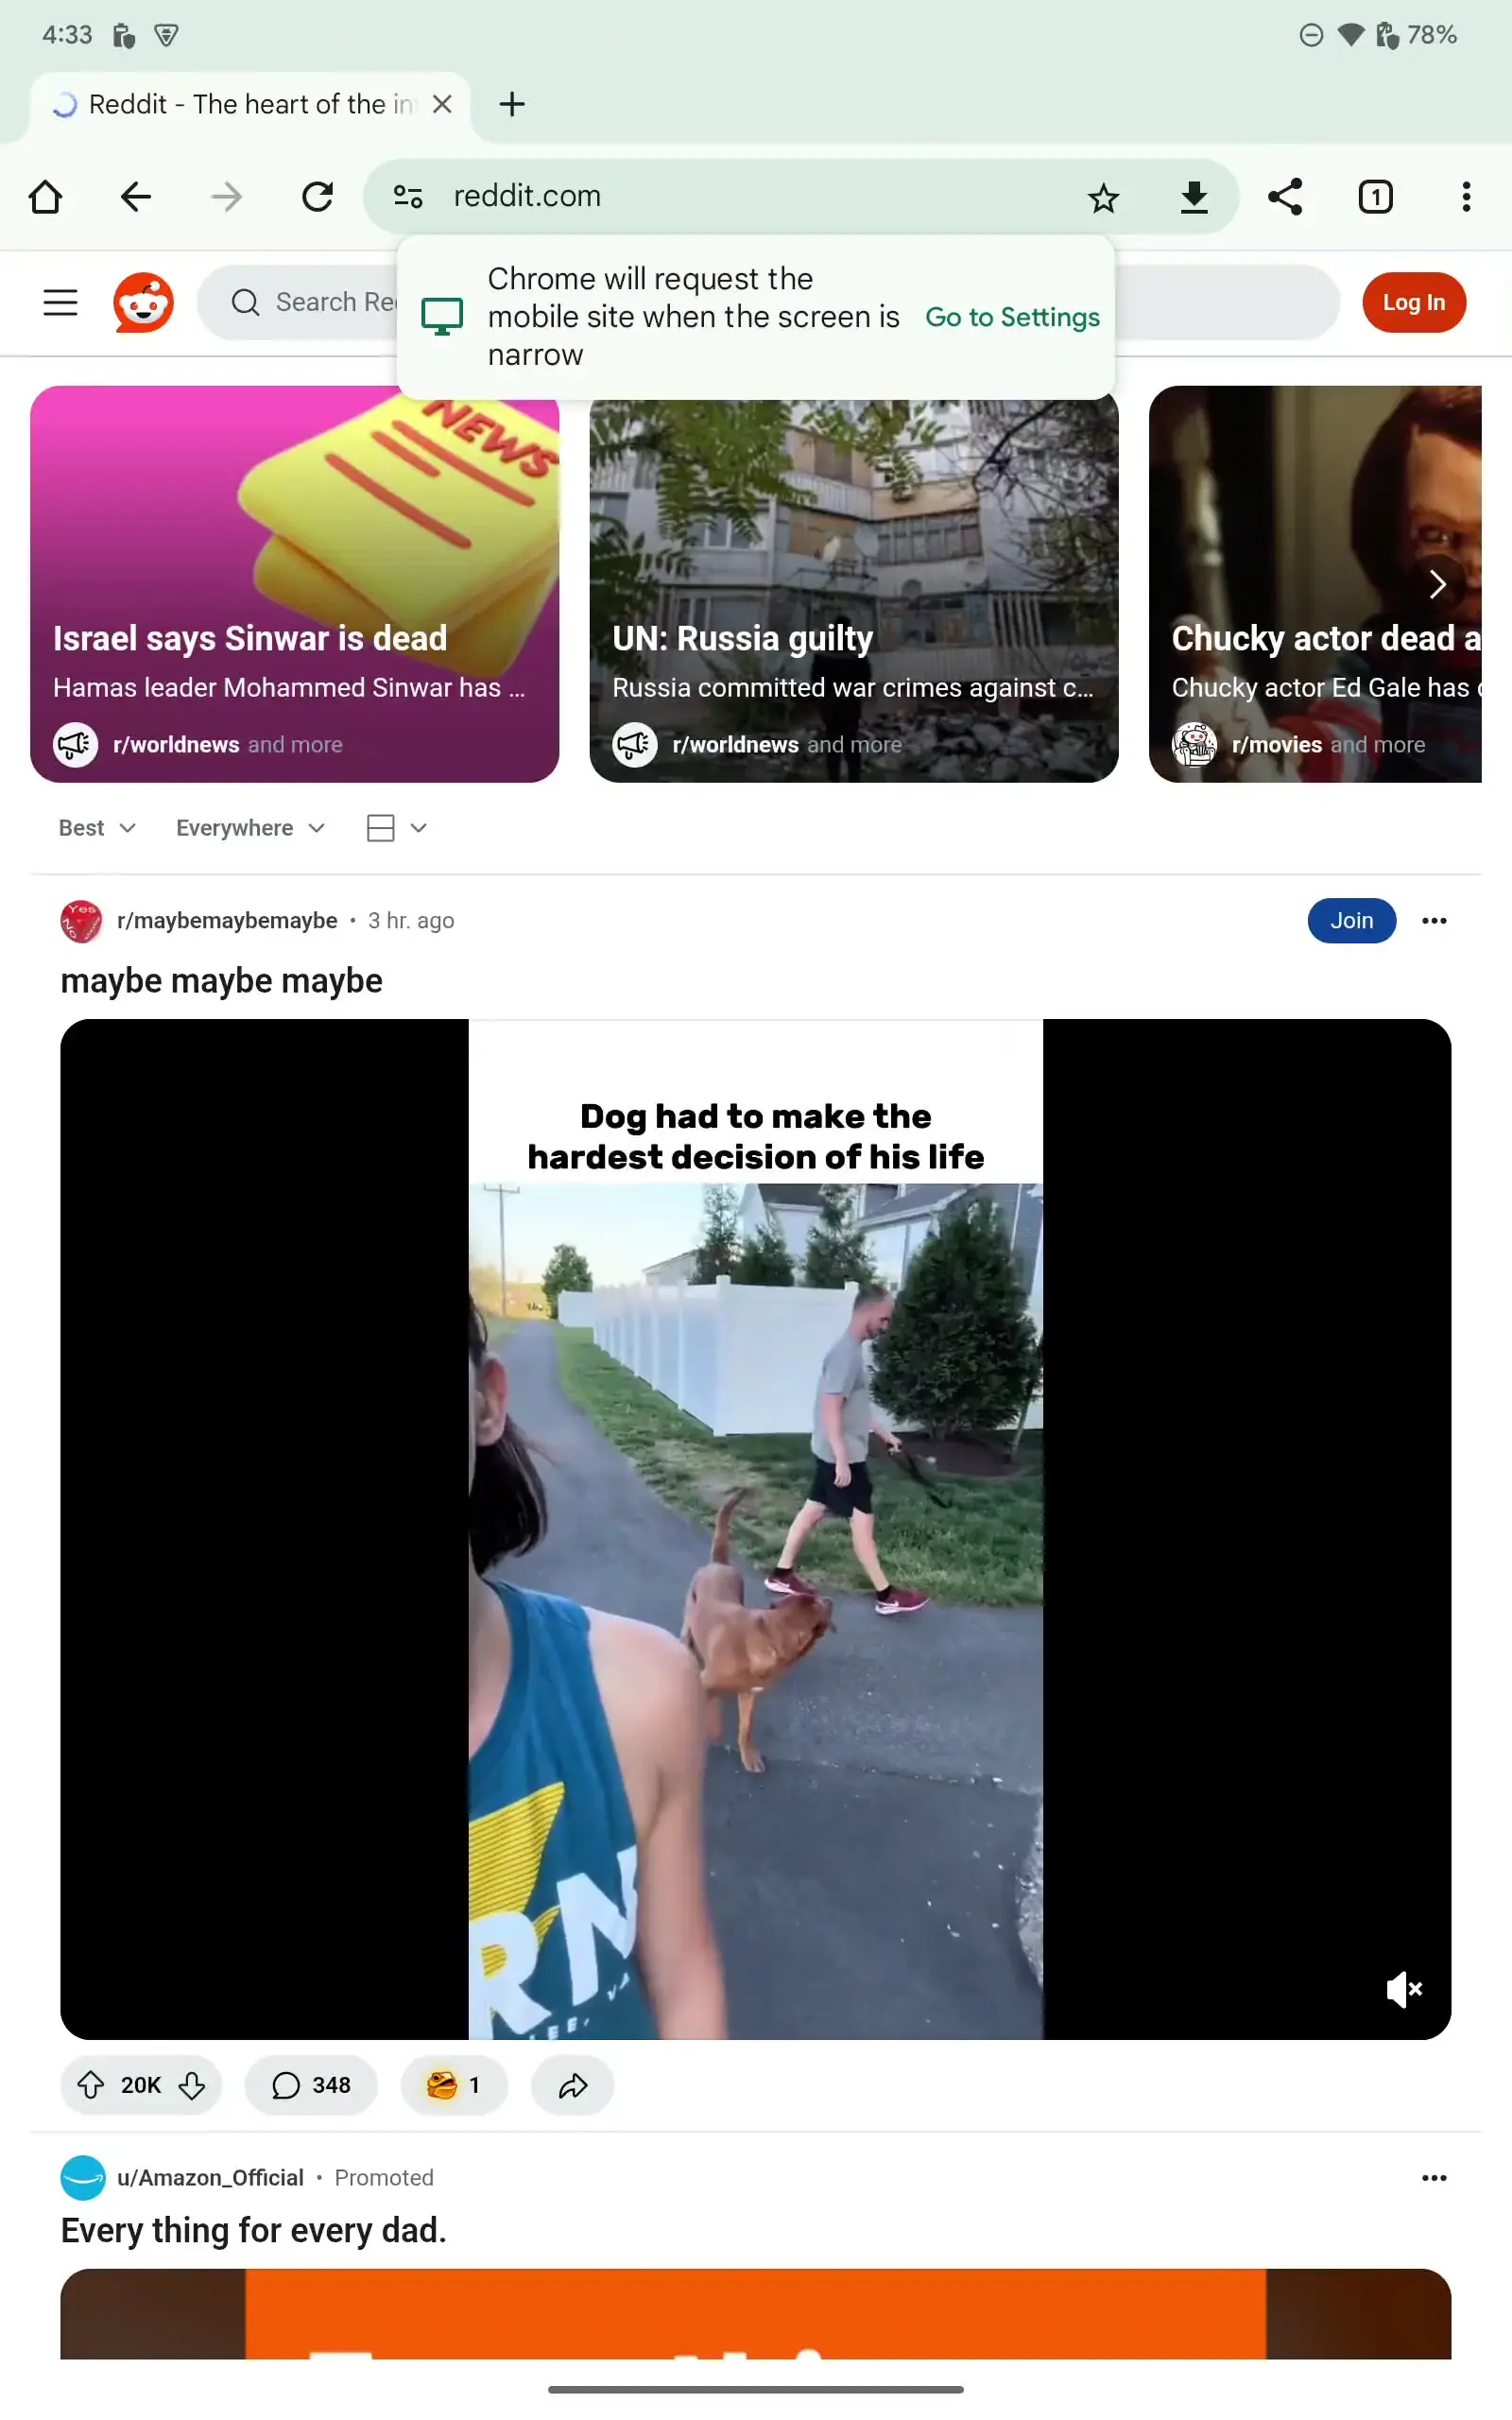 4:33
78%
Reddit - The heart of the in
reddit.com
1
Chrome will request the
mobile site when the screen is
narrow
Go to Settings
Search Re
Log In
NEWS
Israel says Sinwar is dead
Hamas leader Mohammed Sinwar has ...
r/worldnews and more
UN: Russia guilty
Russia committed war crimes against c...
r/worldnews and more
Chucky actor dead a
Chucky actor Ed Gale has
r/movies and more
Best
Everywhere
Yes
NO
r/maybemaybemaybe • 3 hr. ago
Join
maybe maybe maybe
Dog had to make the
hardest decision of his life
RN
20K
348
1
u/Amazon_Official • Promoted
Every thing for every dad.